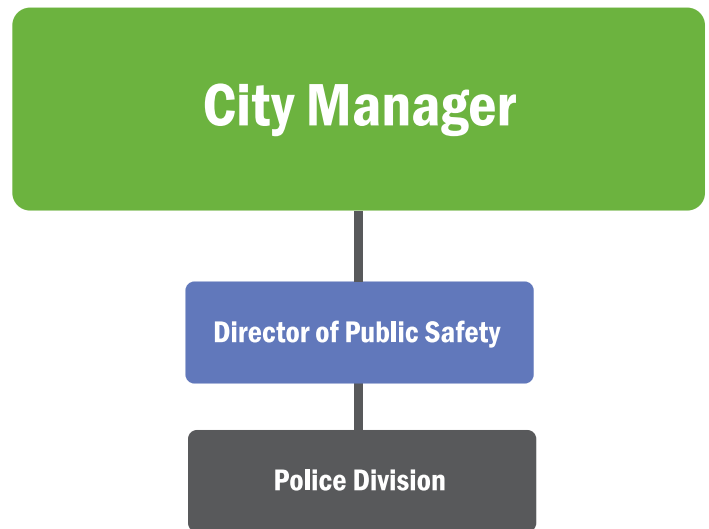 City Manager
Director of Public Safety
Police Division